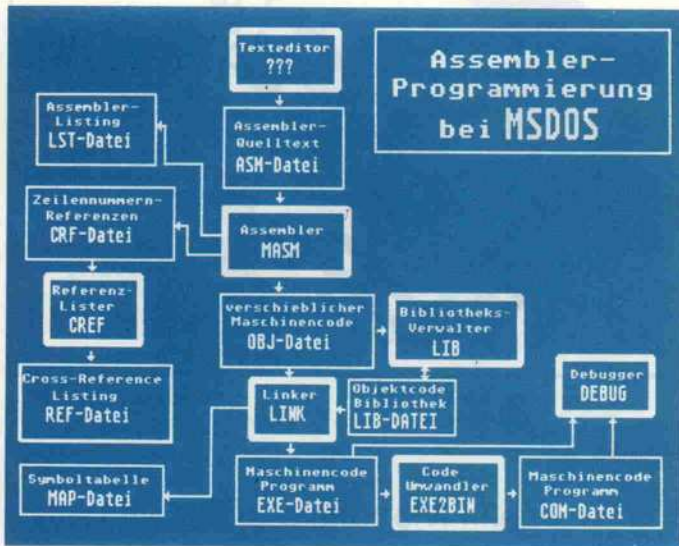 Texteditor
???
Assembler-
Programmierung
bei MSDOS
Assembler-
Listing
LST-Datei
Assembler-
Quelltext
ASM-Datei
Zeilennummern-
Referenzen
CRF-Datei
Assembler
MASM
Referenz-
Lister
CREF
verschieblicher
Maschinencode
OBJ-Datei
Bibliotheks-
Verwalter
LIB
Cross-Reference
Listing
REF-Datei
Linker
LINK
Objektcode
Bibliothek
LIB-DATEI
Debugger
DEBUG
Symboltabelle
MAP-Datei
Maschinencode
Programm
EXE-Datei
Code
Umwandler
EXE2BIN
Maschinencode
Programm
COM-Datei